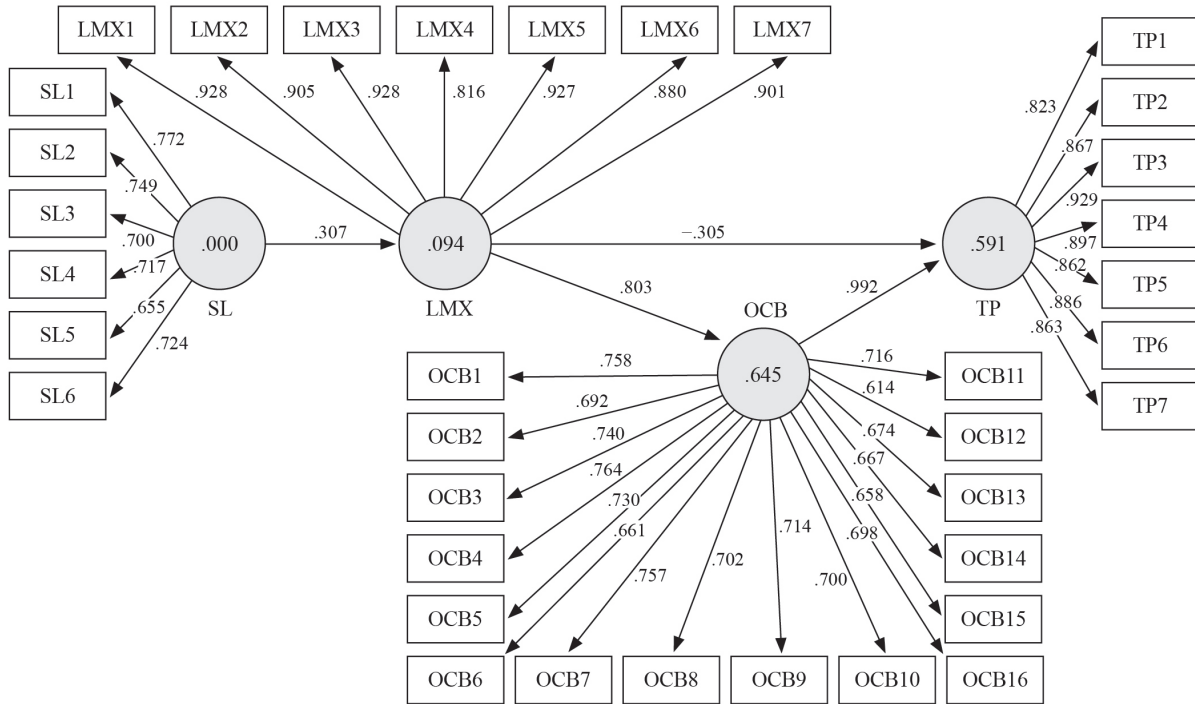 LMX1 LMX2 LMX3 LMX4 LMX5 LMX6 LMX7
.928 .905 .928 .816 .927 .880 .901
SL1
SL2
SL3
SL4
SL5
SL6
.772
.749
.700
.717
.655
.724
.000
SL
.307
.094
LMX
−.305
.803
.992
.591
TP
TP1
TP2
TP3
TP4
TP5
TP6
TP7
.823
.867
.929
.897
.862
.886
.863
OCB
.645
OCB1
OCB2
OCB3
OCB4
OCB5
OCB6 OCB7 OCB8 OCB9 OCB10 OCB16
.758
.692
.740
.764
.730
.661
.757
.702
.714
.700
.716
.614
.674
.667
.658
.698
OCB11
OCB12
OCB13
OCB14
OCB15